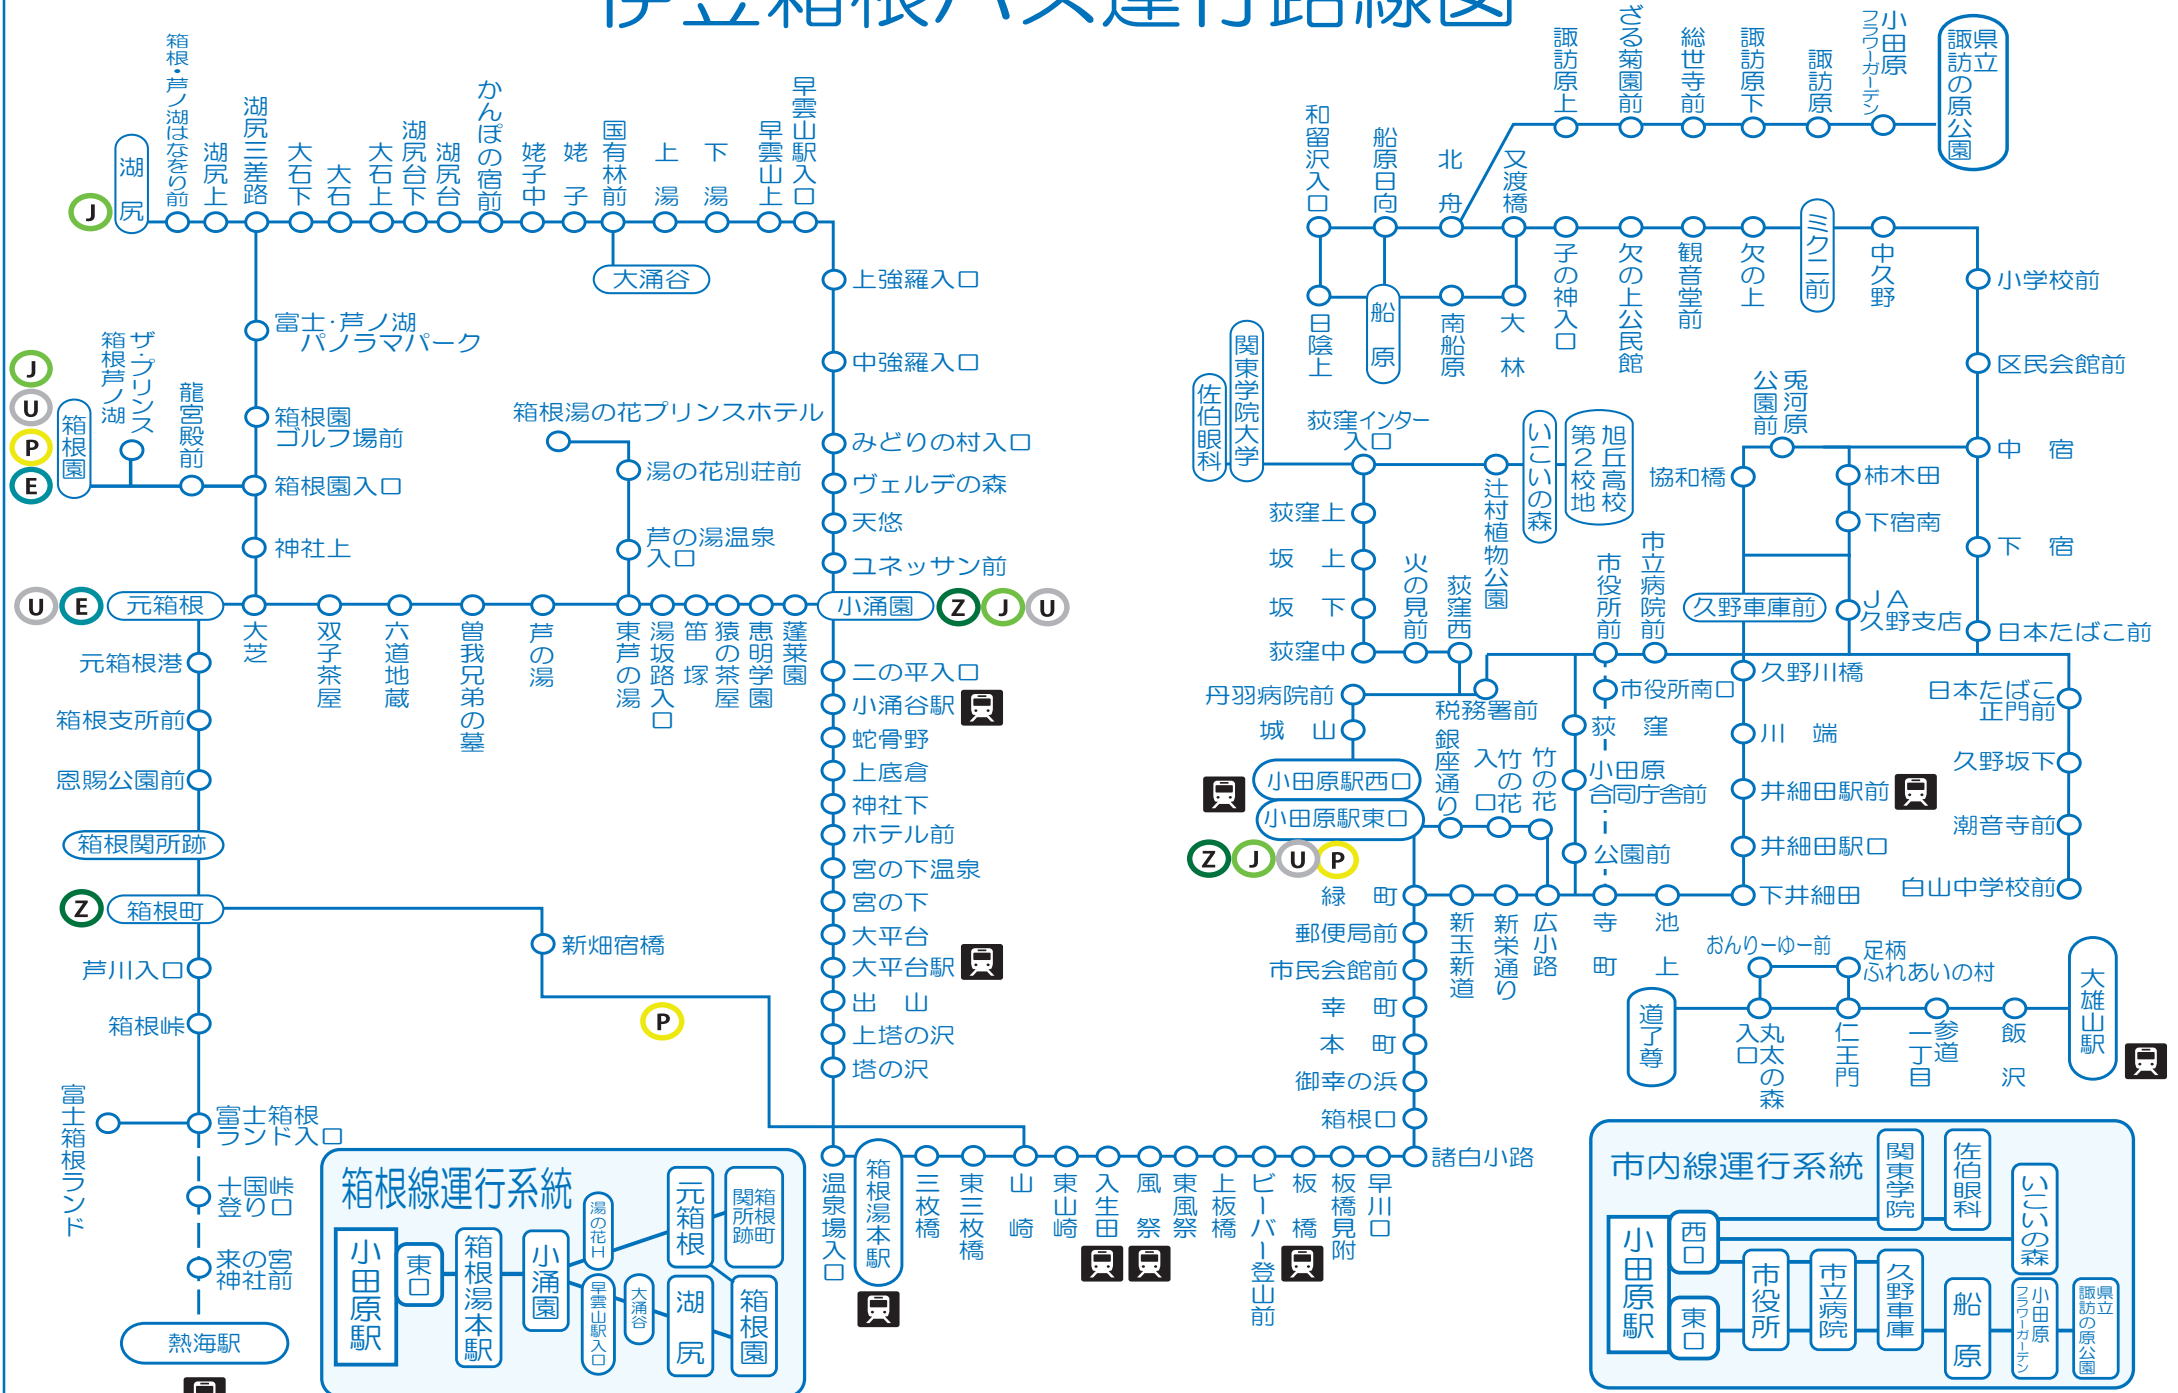 伊豆箱根バス運行路線図
湖尻
箱根・芦ノ湖はなをり前
湖尻上
湖尻三差路
大石下
大石
大石上
湖尻台下
湖尻台
かんぽの宿前
姥子中
姥子
国有林前
上湯
下湯
早雲山上
早雲山駅入口
大涌谷
J
上強羅入口
中強羅入口
みどりの村入口
ヴェルデの森
天悠
ユネッサン前
富士・芦ノ湖
パノラマパーク
箱根園
ゴルフ場前
箱根園入口
神社上
J
U
P
E
箱根園
ザ・プリンス
箱根芦ノ湖
龍宮殿前
箱根湯の花プリンスホテル
湯の花別荘前
芦の湯温泉
入口
U
E
元箱根
大芝
双子茶屋
六道地蔵
曽我兄弟の墓
芦の湯
東芦の湯
湯坂路入口
笛塚
猿の茶屋
恵明学園
蓬莱園
小涌園
Z
J
U
元箱根港
箱根支所前
恩賜公園前
箱根関所跡
Z
箱根町
芦川入口
箱根峠
富士箱根ランド
富士箱根
ランド入口
十国峠
登り口
来の宮
神社前
熱海駅
新畑宿橋
P
二の平入口
小涌谷駅
蛇骨野
上底倉
神社下
ホテル前
宮の下温泉
宮の下
大平台
大平台駅
出山
上塔の沢
塔の沢
温泉場入口
箱根湯本駅
三枚橋
東三枚橋
山崎
東山崎
入生田
風祭
東風祭
上板橋
ビーバー登山前
板橋
板橋見附
早川口
諸白小路
箱根口
御幸の浜
本町
幸町
市民会館前
郵便局前
緑町
Z
J
U
P
小田原駅東口
小田原駅西口
城山
丹羽病院前
税務署前
銀座通り
竹の花
入口
竹の花
新玉新道
新栄通り
広小路
寺町
池上
下井細田
井細田駅口
井細田駅前
川端
久野川橋
荻窪
小田原
合同庁舎前
公園前
市役所南口
市役所前
市立病院前
荻窪西
火の見前
荻窪中
坂下
坂上
荻窪上
荻窪インター
入口
辻村植物公園
いこいの森
旭丘高校
第2校地
関東学院大学
佐伯眼科
和留沢入口
船原日向
北舟
又渡橋
日陰上
船原
南船原
大林
諏訪原上
ざる菊園前
総世寺前
諏訪原下
諏訪原
小田原
フラワーガーデン
県立
諏訪の原公園
子の神入口
欠の上公民館
観音堂前
欠の上
ミクニ前
中久野
小学校前
区民会館前
中宿
下宿
日本たばこ前
兎河原
公園前
協和橋
柿木田
下宿南
久野車庫前
JA
久野支店
日本たばこ
正門前
久野坂下
潮音寺前
白山中学校前
おんりーゆー前
足柄
ふれあいの村
道了尊
丸太の森
入口
仁王門
参道
一丁目
飯沢
大雄山駅
箱根線運行系統
小田原駅
東口
箱根湯本駅
小涌園
湯の花H
早雲山駅入口
大涌谷
元箱根
湖尻
箱根町
関所跡
箱根園
市内線運行系統
小田原駅
西口
東口
市役所
市立病院
久野車庫
関東学院
佐伯眼科
いこいの森
船原
小田原
フラワーガーデン
県立
諏訪の原公園